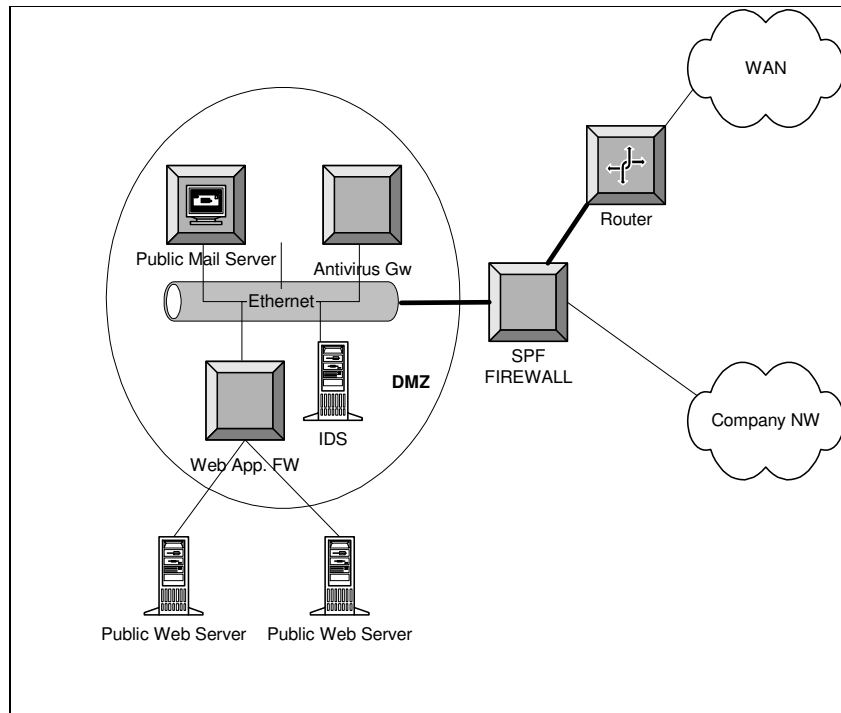 WAN
Router
Public Mail Server
Antivirus Gw
Ethernet
SPF
FIREWALL
DMZ
Company NW
IDS
Web App. FW
Public Web Server
Public Web Server